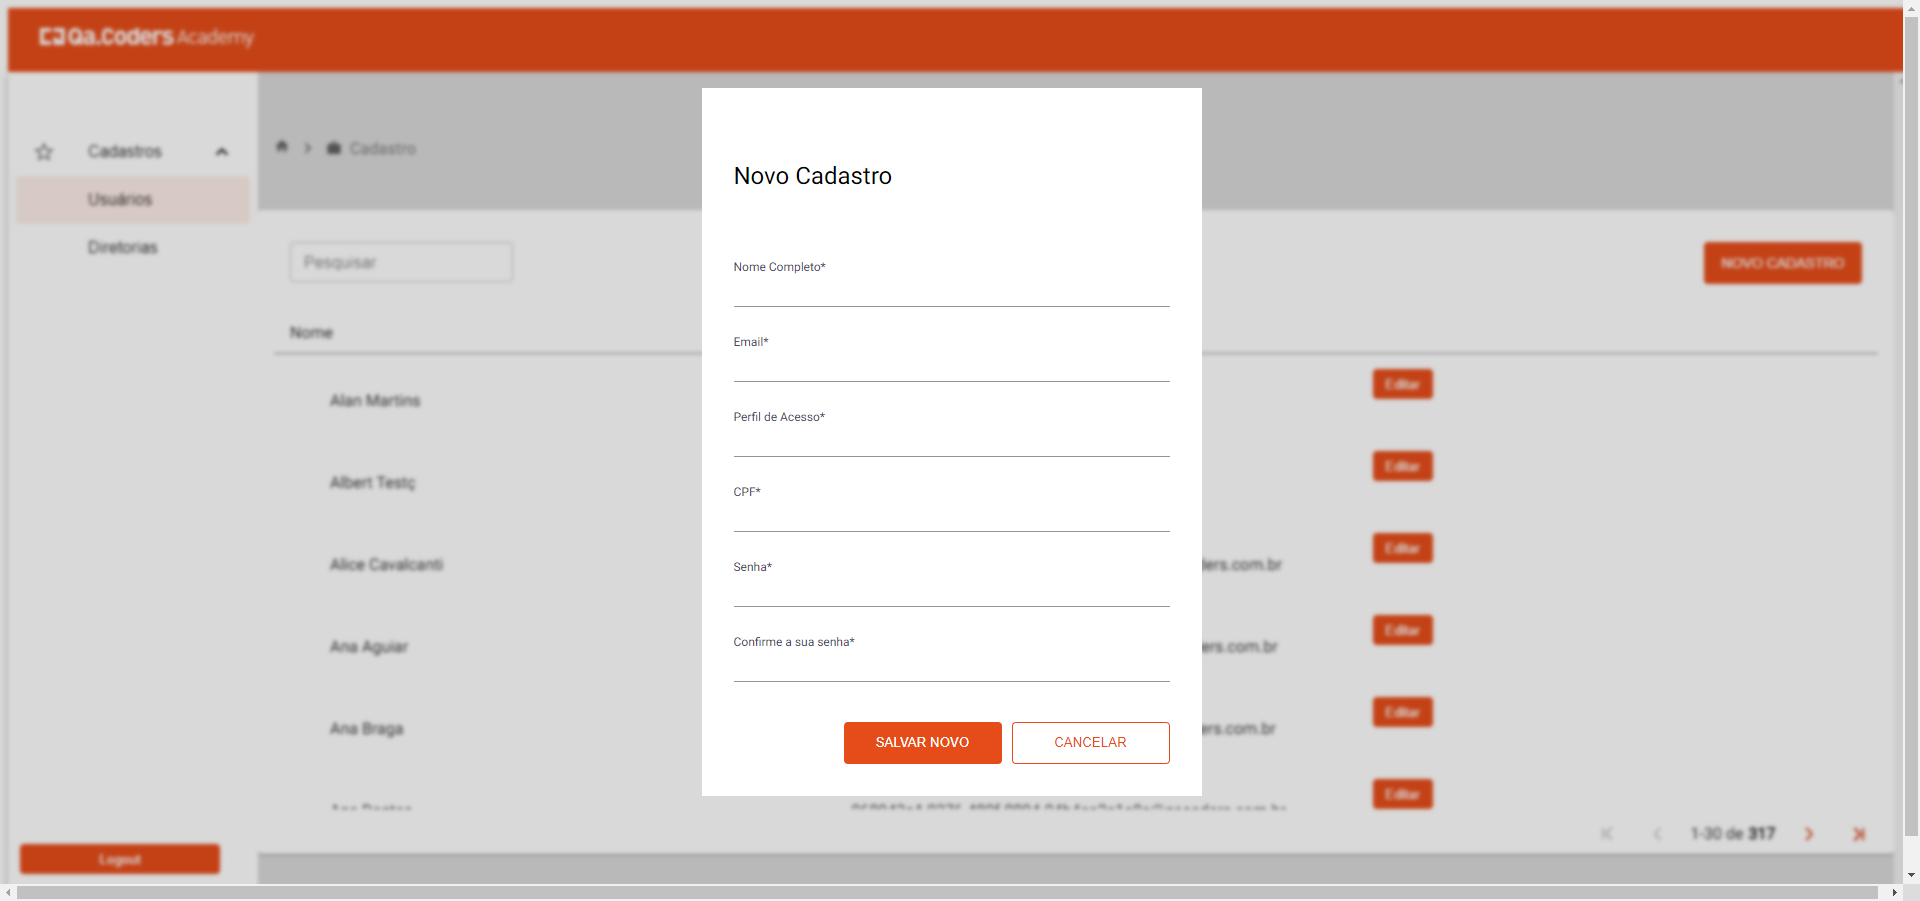 Qa.Coders Academy
Cadastros
Usuários
Diretorias
Logout
Cadastro
Pesquisar
NOVO CADASTRO
Nome
Alan Martins
Editar
Albert Testç
Editar
Alice Cavalcanti
ders.com.br
Editar
Ana Aguiar
ers.com.br
Editar
Ana Braga
ers.com.br
Editar
Editar
1-30 de 317
Novo Cadastro
Nome Completo*
Email*
Perfil de Acesso*
CPF*
Senha*
Confirme a sua senha*
SALVAR NOVO
CANCELAR